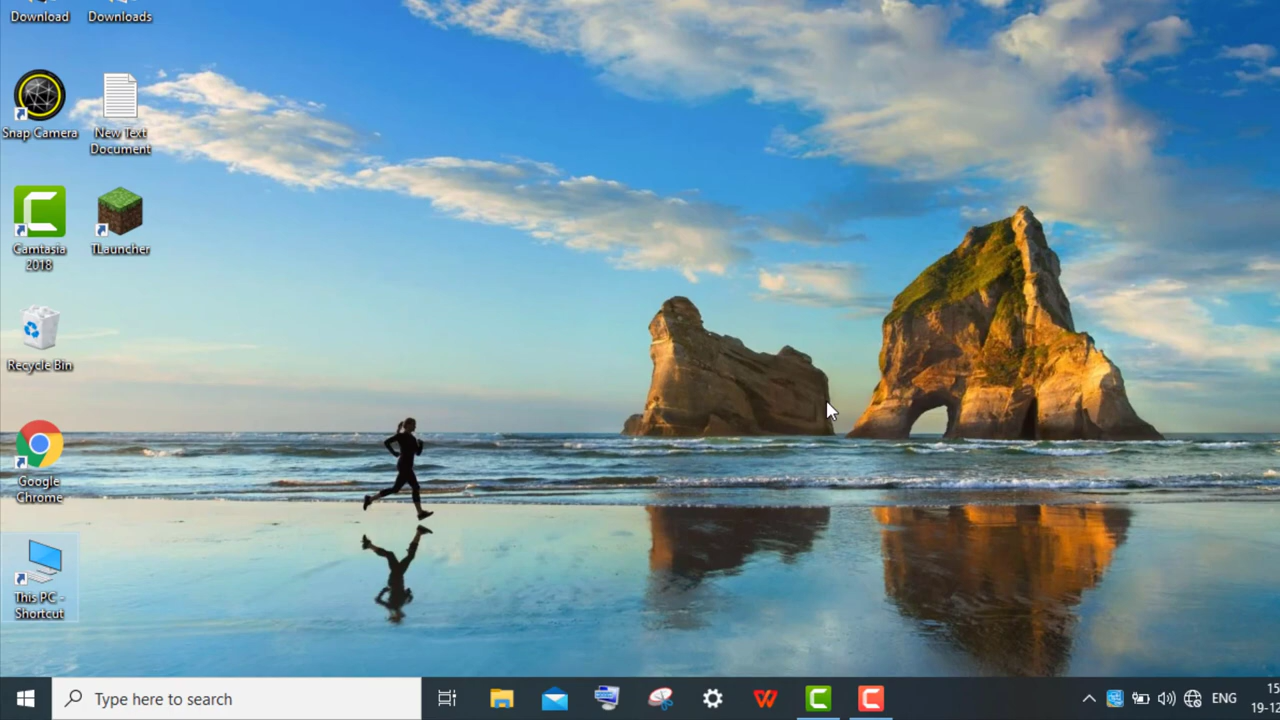 Download
Downloads
Snap Camera
New Text
Document
Camtasia
2018
TLauncher
Recycle Bin
Google
Chrome
This PC -
Shortcut
Type here to search
ENG
15
19-12